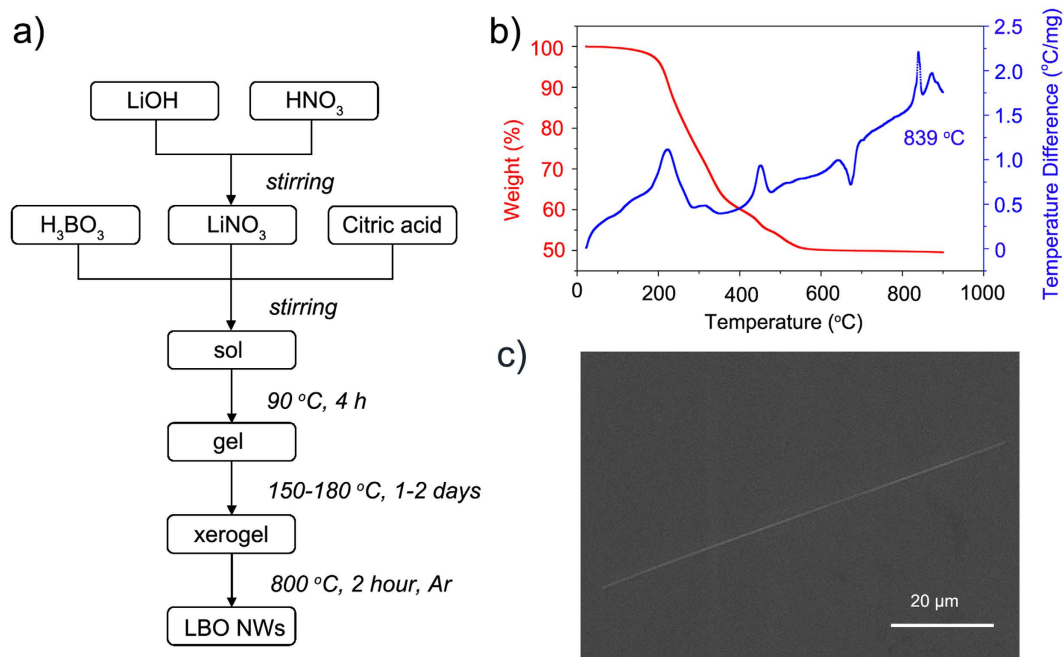 a)
LiOH
HNO₃
stirring
H₃BO₃
LiNO₃
Citric acid
stirring
sol
90 °C, 4 h
gel
150-180 °C, 1-2 days
xerogel
800 °C, 2 hour, Ar
LBO NWs
b)
Weight (%)
100
90
80
70
60
50
0
200
400
600
800
1000
Temperature (°C)
839 °C
2.5
2.0
1.5
1.0
0.5
0
Temperature Difference (°C/mg)
c)
20 μm